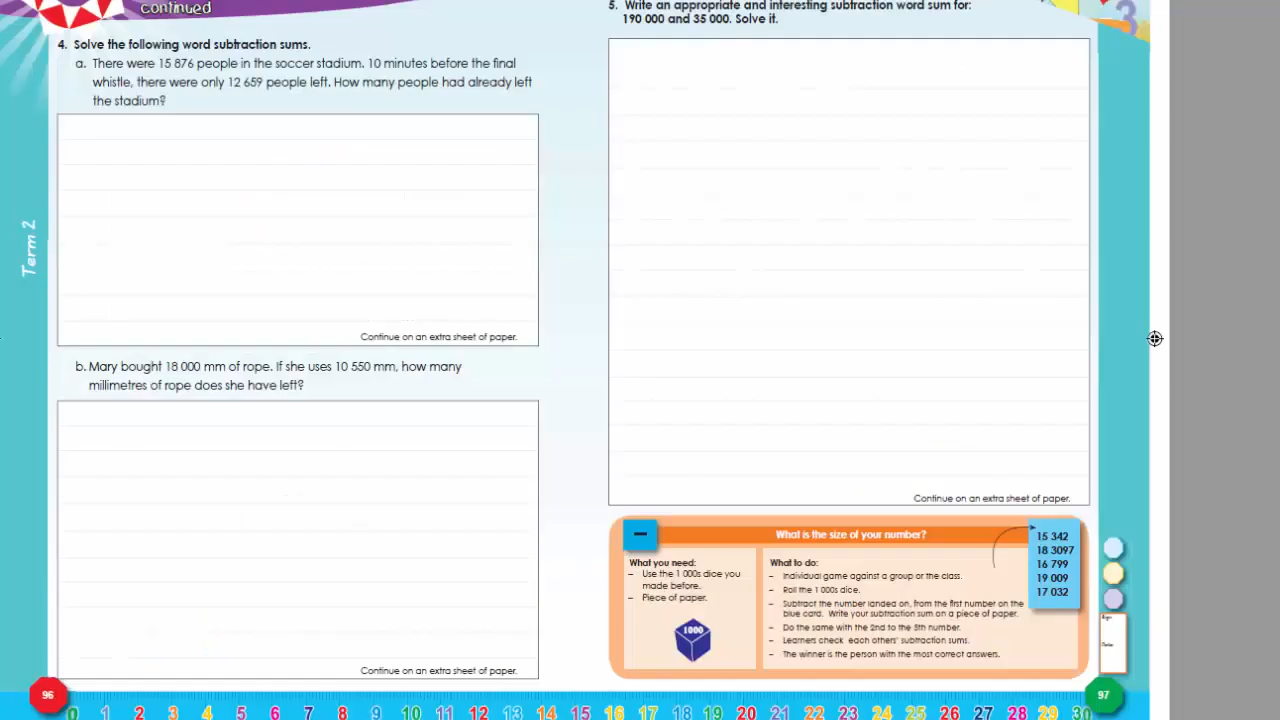 continued
4. Solve the following word subtraction sums.
a. There were 15 876 people in the soccer stadium. 10 minutes before the final
whistle, there were only 12 659 people left. How many people had already left
the stadium?
Continue on an extra sheet of paper.
b. Mary bought 18 000 mm of rope. If she uses 10 550 mm, how many
millimetres of rope does she have left?
Continue on an extra sheet of paper.
Term 2
96
5. Write an appropriate and interesting subtraction word sum for:
190 000 and 35 000. Solve it.
Continue on an extra sheet of paper.
3
What is the size of your number?
What you need:
– Use the 1 000s dice you
made before.
– Piece of paper.
1000
What to do:
– Individual game against a group or the class.
– Roll the 1 000s dice.
– Subtract the number landed on, from the first number on the
blue card. Write your subtraction sum on a piece of paper.
– Do the same with the 2nd to the 5th number.
– Learners check each others' subtraction sums.
– The winner is the person with the most correct answers.
15 342
18 3097
16 799
19 009
17 032
Sign:
Date:
97
0 1 2 3 4 5 6 7 8 9 10 11 12 13 14 15 16 17 18 19 20 21 22 23 24 25 26 27 28 29 30